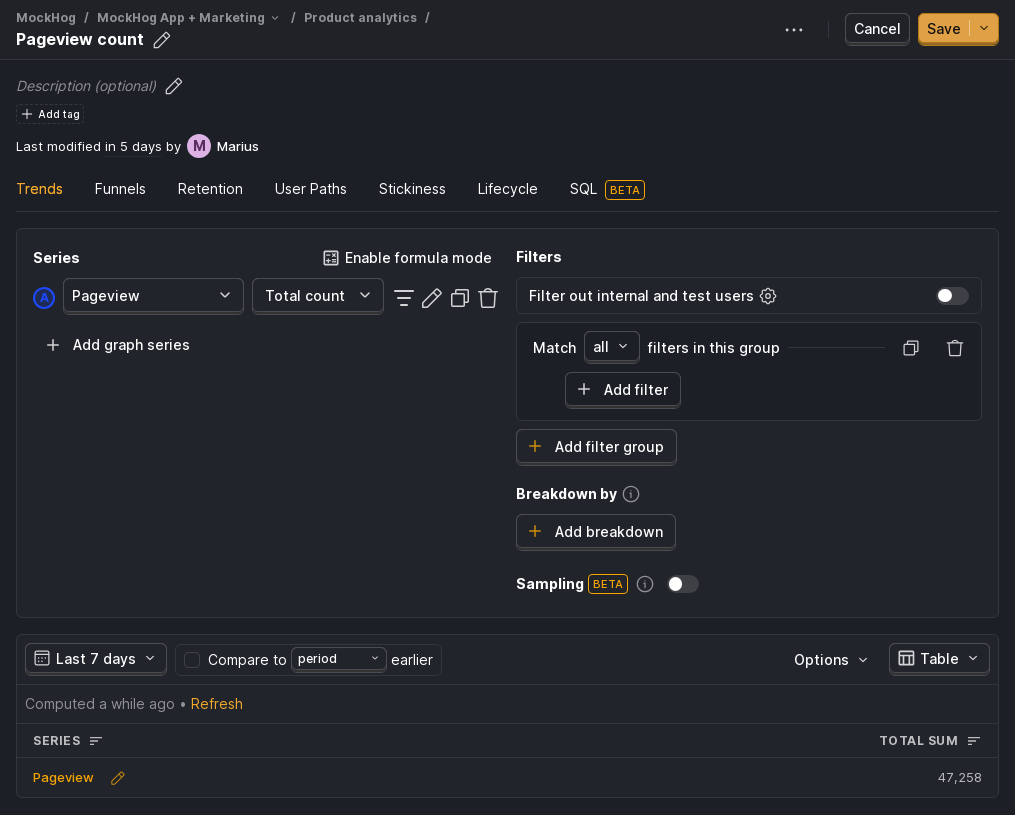 MockHog / MockHog App + Marketing / Product analytics /
Pageview count
Cancel
Save
Description (optional)
Add tag
Last modified in 5 days by M Marius
Trends Funnels Retention User Paths Stickiness Lifecycle SQL BETA
Series
Enable formula mode
A Pageview Total count
Add graph series
Filters
Filter out internal and test users
Match all filters in this group
Add filter
Add filter group
Breakdown by
Add breakdown
Sampling BETA
Last 7 days Compare to period earlier Options Table
Computed a while ago • Refresh
SERIES TOTAL SUM
Pageview 47,258